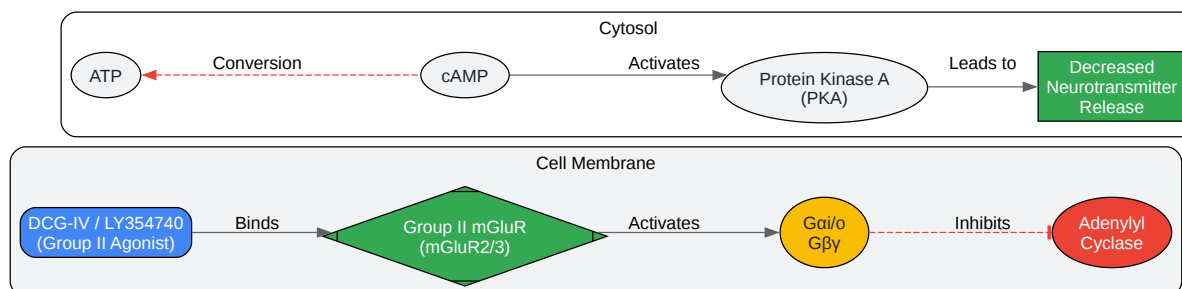 Cytosol
ATP
Conversion
cAMP
Activates
Protein Kinase A
(PKA)
Leads to
Decreased
Neurotransmitter
Release
Cell Membrane
DCG-IV / LY354740
(Group II Agonist)
Binds
Group II mGluR
(mGluR2/3)
Activates
Gαi/o
Gβγ
Inhibits
Adenylyl
Cyclase